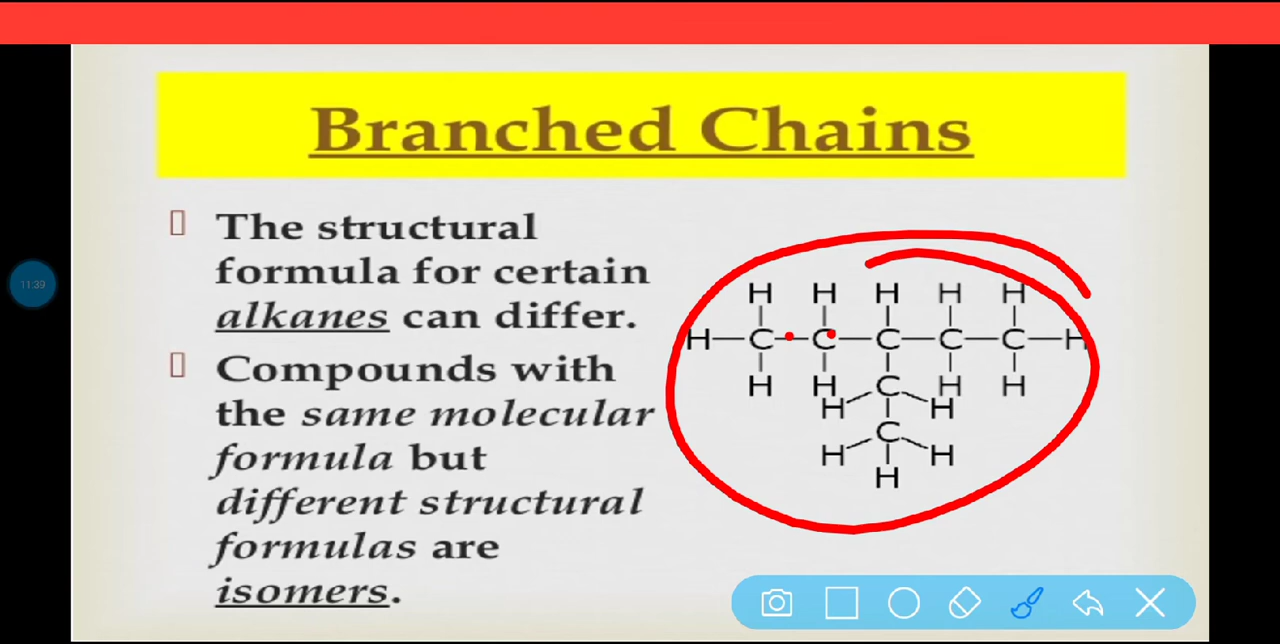 Branched Chains
The structural
formula for certain
alkanes can differ.
Compounds with
the same molecular
formula but
different structural
formulas are
isomers.
H H H H H
H C C C C C H
H H C H H
H H
C
H H
H
11:39